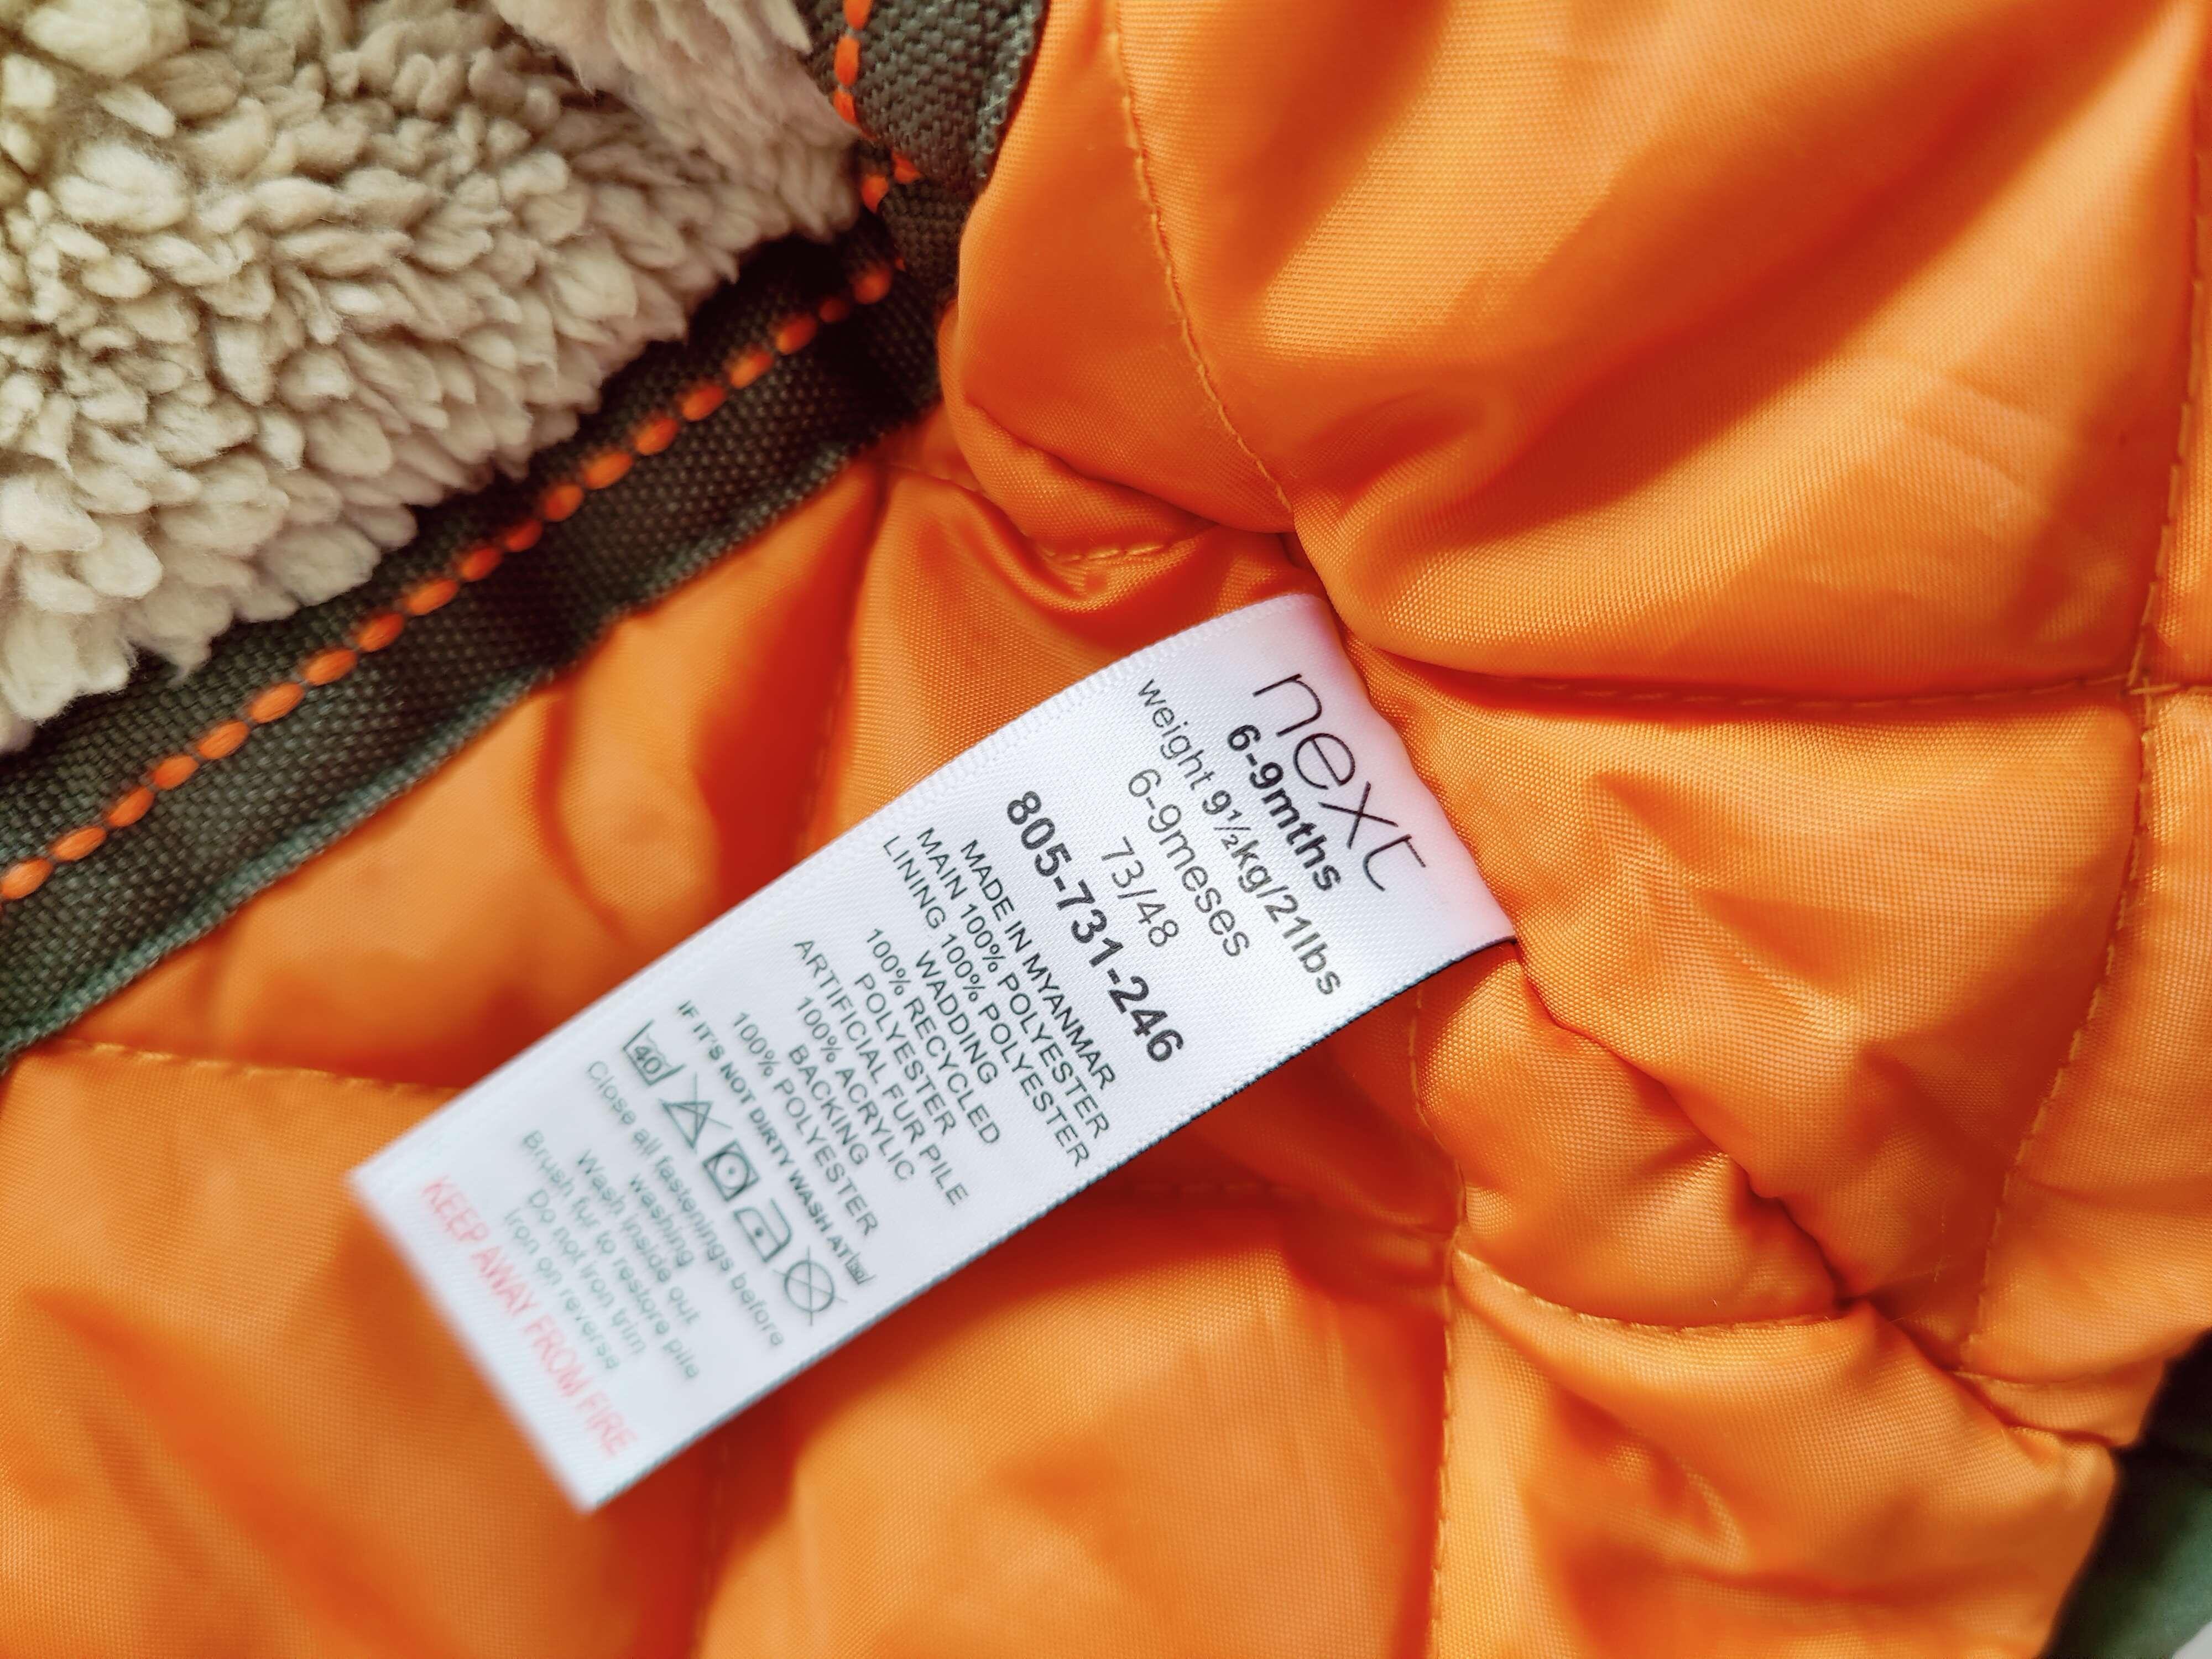 next
6-9mths
weight 9½kg/21lbs
6-9meses
73/48
805-731-246
MADE IN MYANMAR
MAIN 100% POLYESTER
LINING 100% POLYESTER
WADDING
100% RECYCLED
POLYESTER
ARTIFICIAL FUR PILE
100% ACRYLIC
BACKING
100% POLYESTER
IF IT'S NOT DIRTY WASH AT 30
40
Close all fastenings before
washing
Wash inside out
Brush fur to restore pile
Do not iron trim
Iron on reverse
KEEP AWAY FROM FIRE